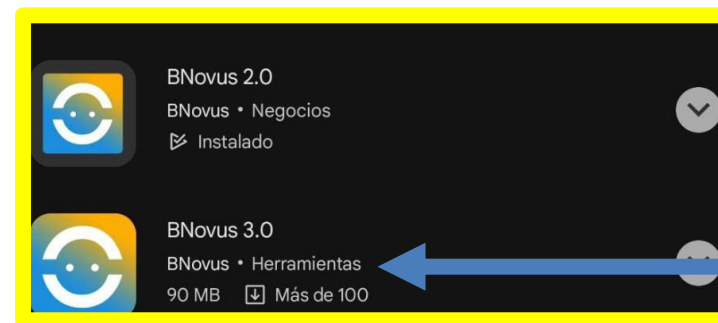 BNovus 2.0
BNovus • Negocios
Instalado
BNovus 3.0
BNovus • Herramientas
90 MB Más de 100